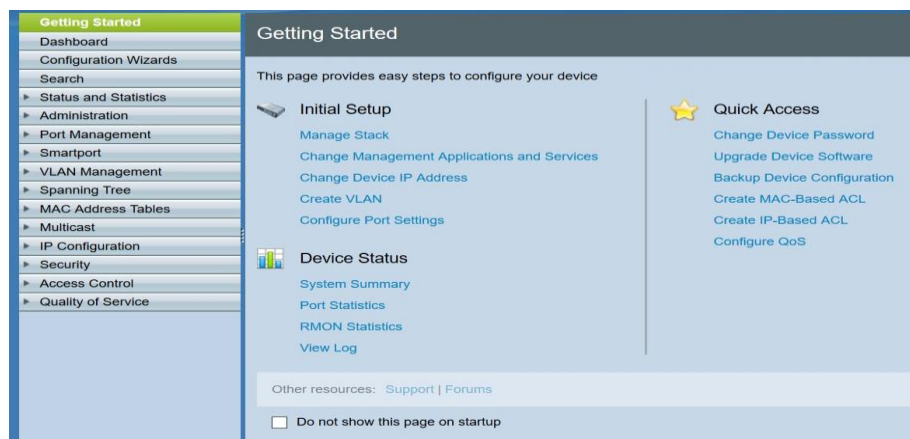 Getting Started
Dashboard
Configuration Wizards
Search
Status and Statistics
Administration
Port Management
Smartport
VLAN Management
Spanning Tree
MAC Address Tables
Multicast
IP Configuration
Security
Access Control
Quality of Service
Getting Started
This page provides easy steps to configure your device
Initial Setup
Manage Stack
Change Management Applications and Services
Change Device IP Address
Create VLAN
Configure Port Settings
Device Status
System Summary
Port Statistics
RMON Statistics
View Log
Quick Access
Change Device Password
Upgrade Device Software
Backup Device Configuration
Create MAC-Based ACL
Create IP-Based ACL
Configure QoS
Other resources: Support | Forums
Do not show this page on startup